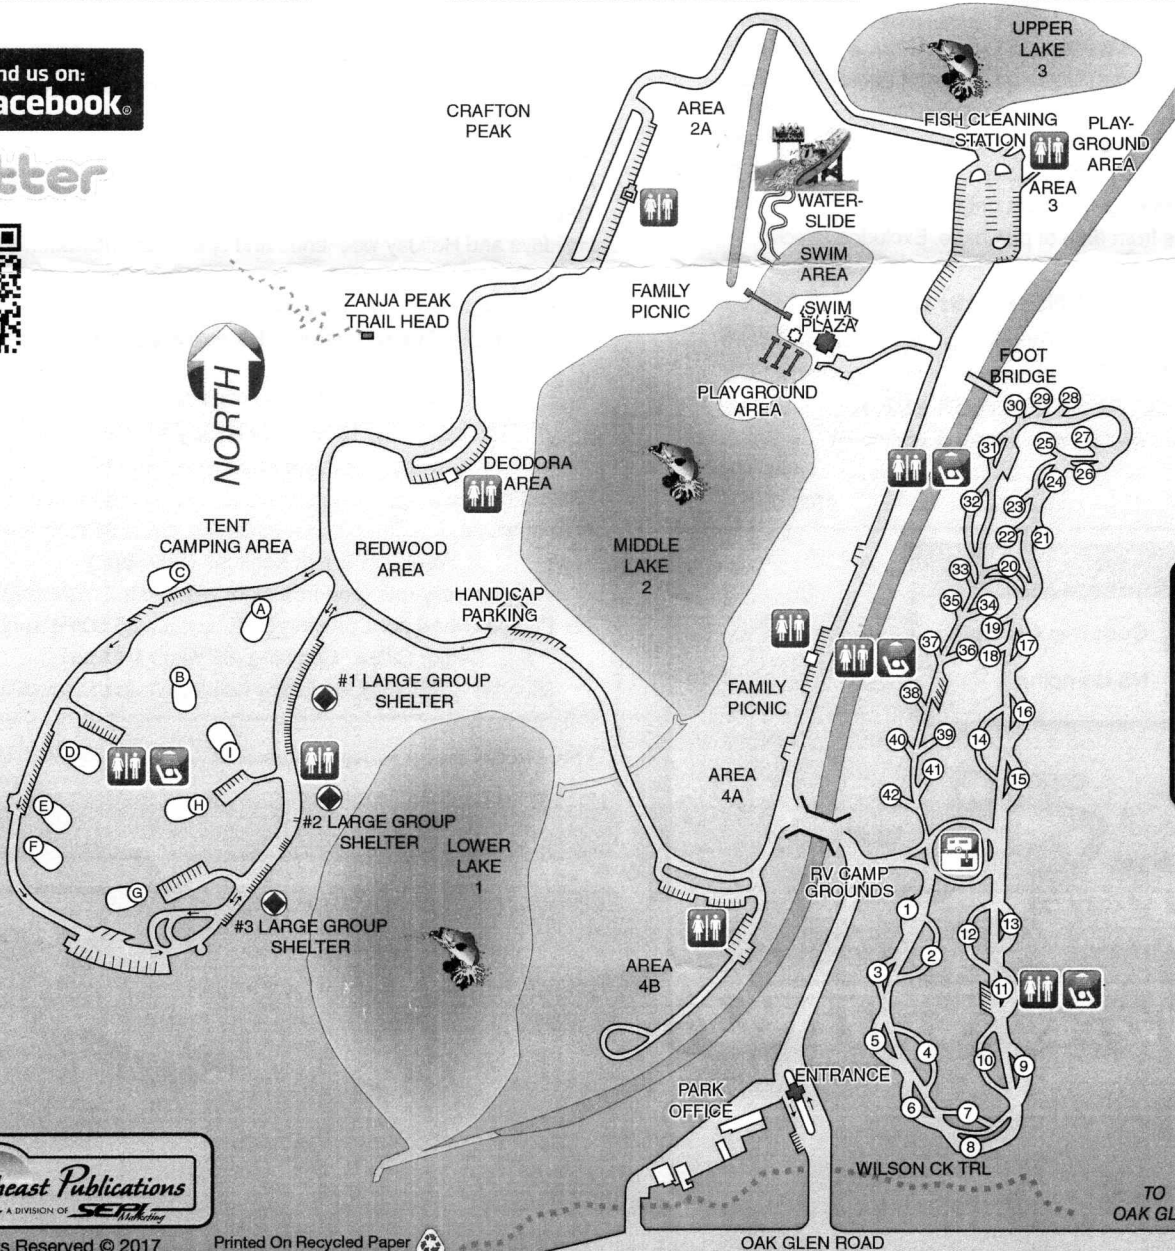 nd us on:
acebook®
tter
CRAFTON
PEAK
AREA
2A
UPPER
LAKE
3
FISH CLEANING
STATION
PLAY-
GROUND
AREA
AREA
3
WATER-
SLIDE
SWIM
AREA
SWIM
PLAZA
FAMILY
PICNIC
ZANJA PEAK
TRAIL HEAD
NORTH
PLAYGROUND
AREA
FOOT
BRIDGE
30
29
28
31
25
27
26
24
32
23
22
21
33
20
35
34
19
37
36
18
17
38
16
40
39
14
41
15
42
DEODORA
AREA
TENT
CAMPING AREA
REDWOOD
AREA
HANDICAP
PARKING
MIDDLE
LAKE
2
C
A
B
D
I
E
H
F
G
#1 LARGE GROUP
SHELTER
#2 LARGE GROUP
SHELTER
#3 LARGE GROUP
SHELTER
LOWER
LAKE
1
FAMILY
PICNIC
AREA
4A
RV CAMP
GROUNDS
AREA
4B
1
2
3
13
12
11
5
4
10
9
6
7
8
PARK
OFFICE
ENTRANCE
WILSON CK TRL
TO
OAK GL
OAK GLEN ROAD
heast Publications
A DIVISION OF SEPI Marketing
s Reserved © 2017
Printed On Recycled Paper